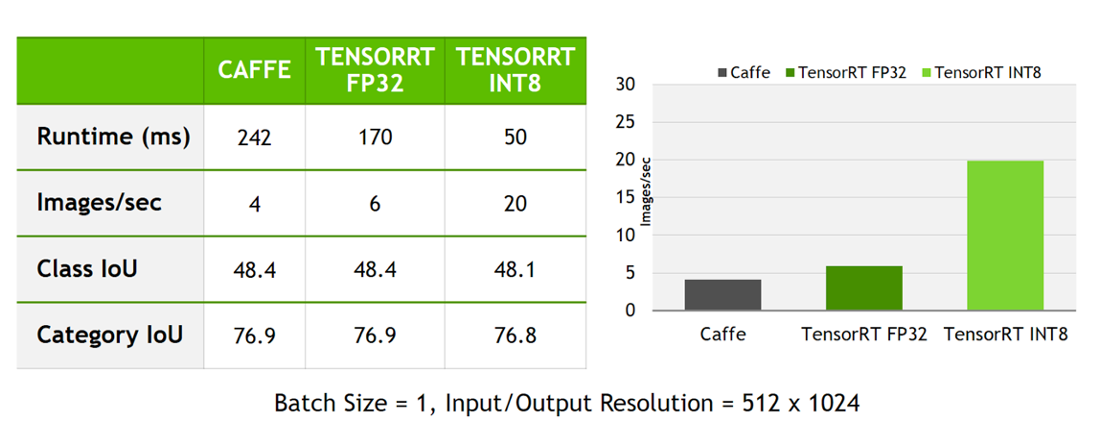 CAFFE TENSORRT FP32 TENSORRT INT8
Runtime (ms) 242 170 50
Images/sec 4 6 20
Class IoU 48.4 48.4 48.1
Category IoU 76.9 76.9 76.8
Caffe TensorRT FP32 TensorRT INT8
30
25
20
15
10
5
0
Images/sec
Caffe TensorRT FP32 TensorRT INT8
Batch Size = 1, Input/Output Resolution = 512 x 1024